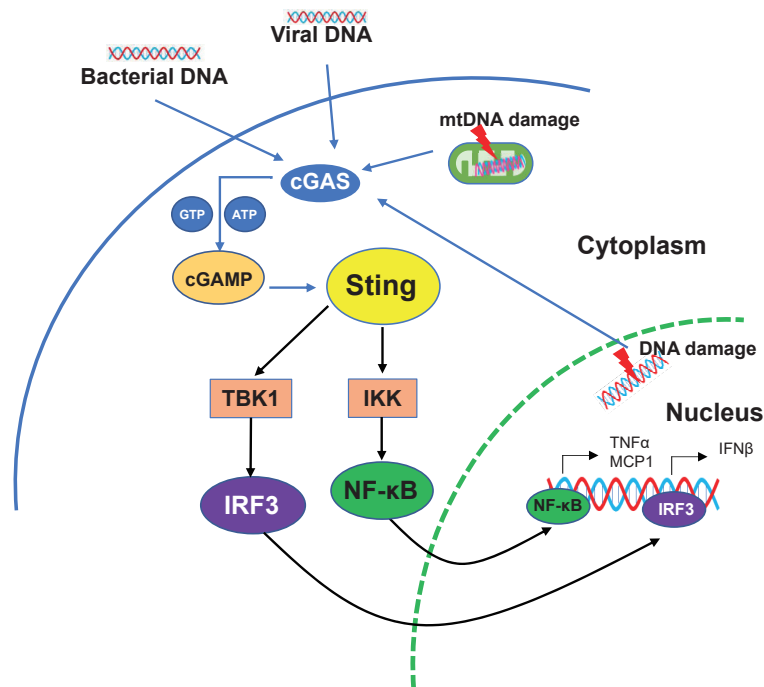 Viral DNA
Bacterial DNA
mtDNA damage
cGAS
GTP
ATP
Cytoplasm
cGAMP
Sting
DNA damage
TBK1
IKK
Nucleus
TNFα
MCP1
IFNβ
IRF3
NF-κB
NF-κB
IRF3